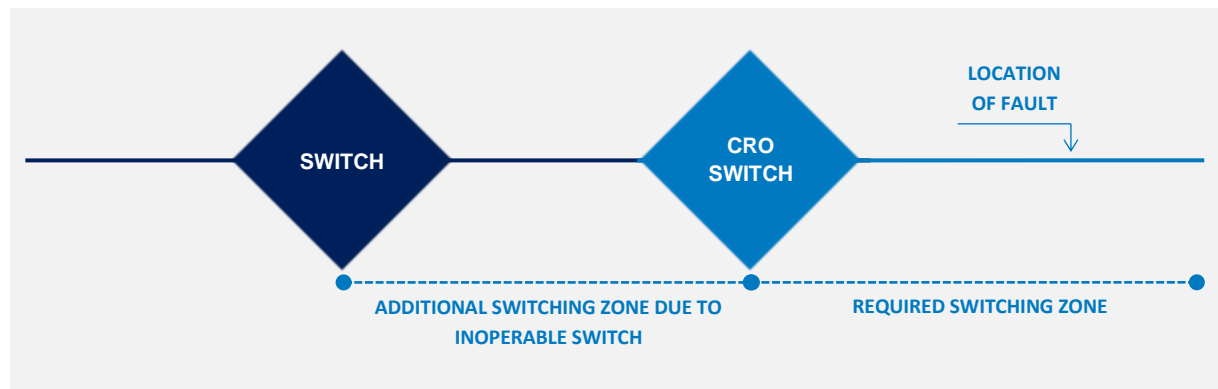 LOCATION
OF FAULT
SWITCH
CRO
SWITCH
ADDITIONAL SWITCHING ZONE DUE TO
INOPERABLE SWITCH
REQUIRED SWITCHING ZONE